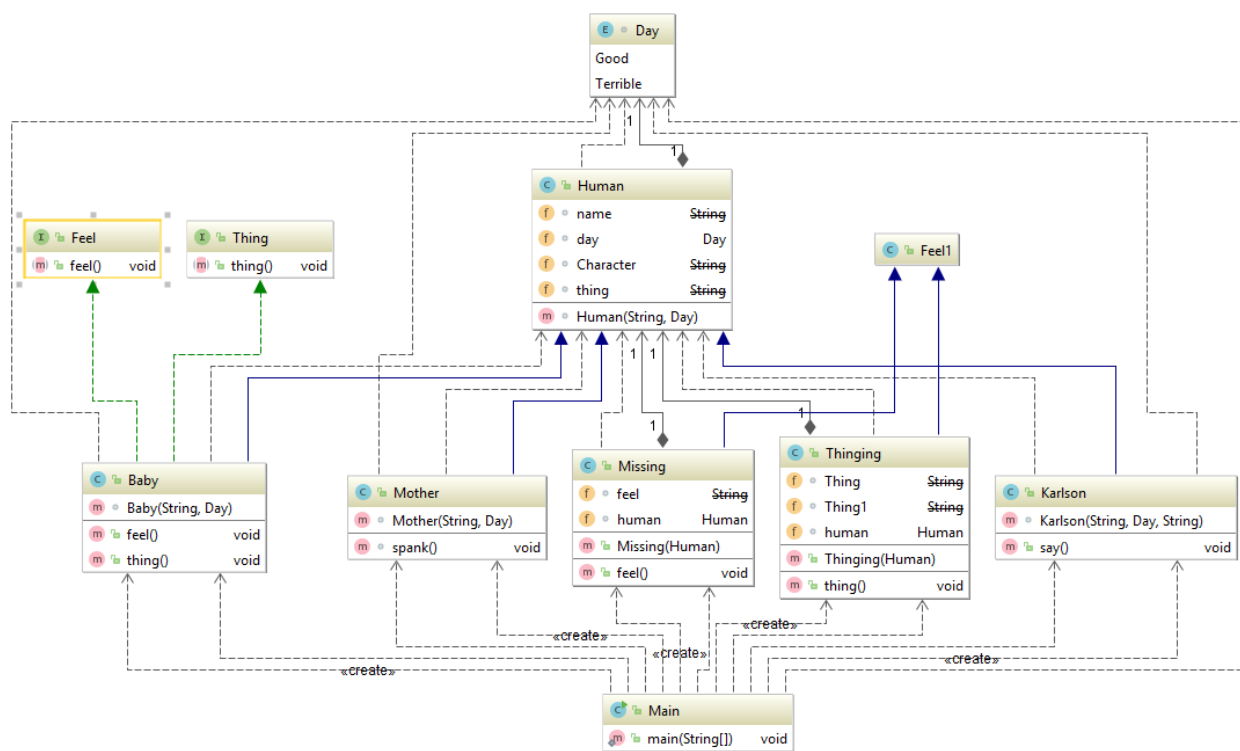 E Day
Good
Terrible
1
1
C Human
f name String
f day Day
f Character String
f thing String
m Human(String, Day)
I Feel
m feel() void
I Thing
m thing() void
C Feel1
1
1
1
1
C Baby
m Baby(String, Day)
m feel() void
m thing() void
C Mother
m Mother(String, Day)
m spank() void
C Missing
f feel String
f human Human
m Missing(Human)
m feel() void
C Thinging
f Thing String
f Thing1 String
f human Human
m Thinging(Human)
m thing() void
C Karlson
m Karlson(String, Day, String)
m say() void
«create»
«create»
«create»
«create»
«create»
C Main
m main(String[]) void